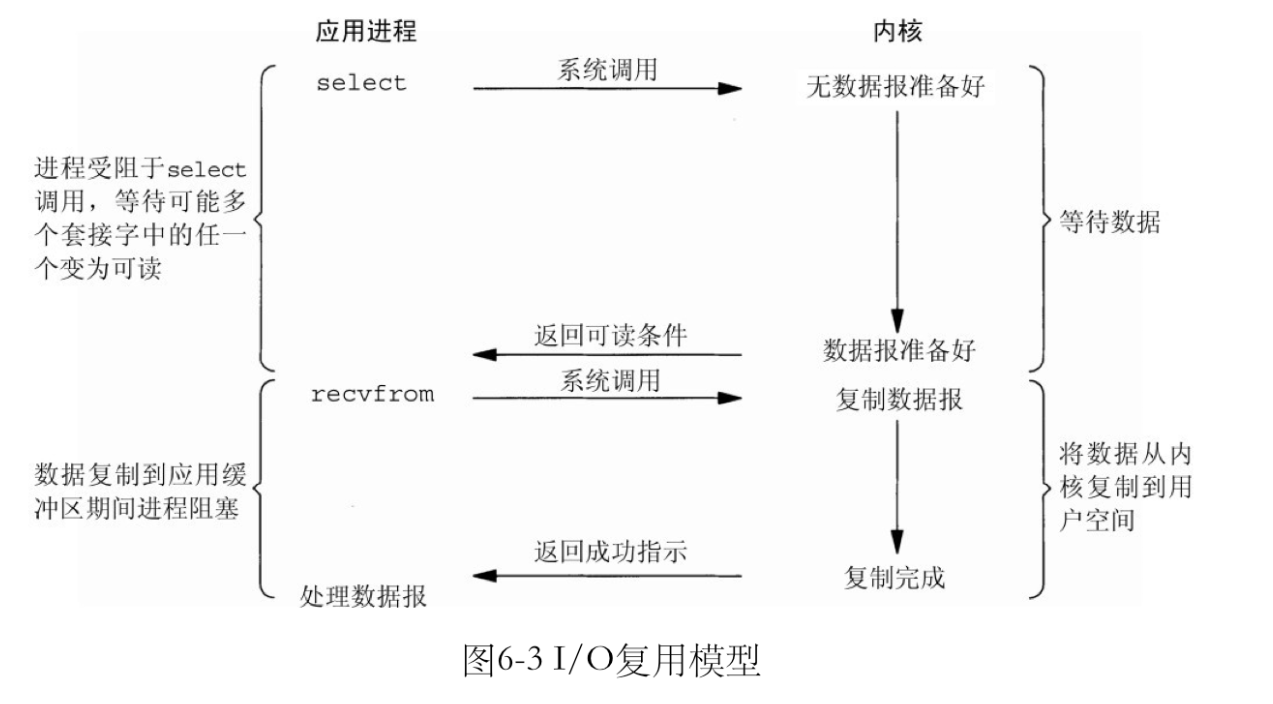 应用进程
内核
select
系统调用
无数据报准备好
进程受阻于select
调用，等待可能多
个套接字中的任一
个变为可读
等待数据
返回可读条件
数据报准备好
recvfrom
系统调用
复制数据报
数据复制到应用缓
冲区期间进程阻塞
将数据从内
核复制到用
户空间
返回成功指示
复制完成
处理数据报
图6-3 I/O复用模型